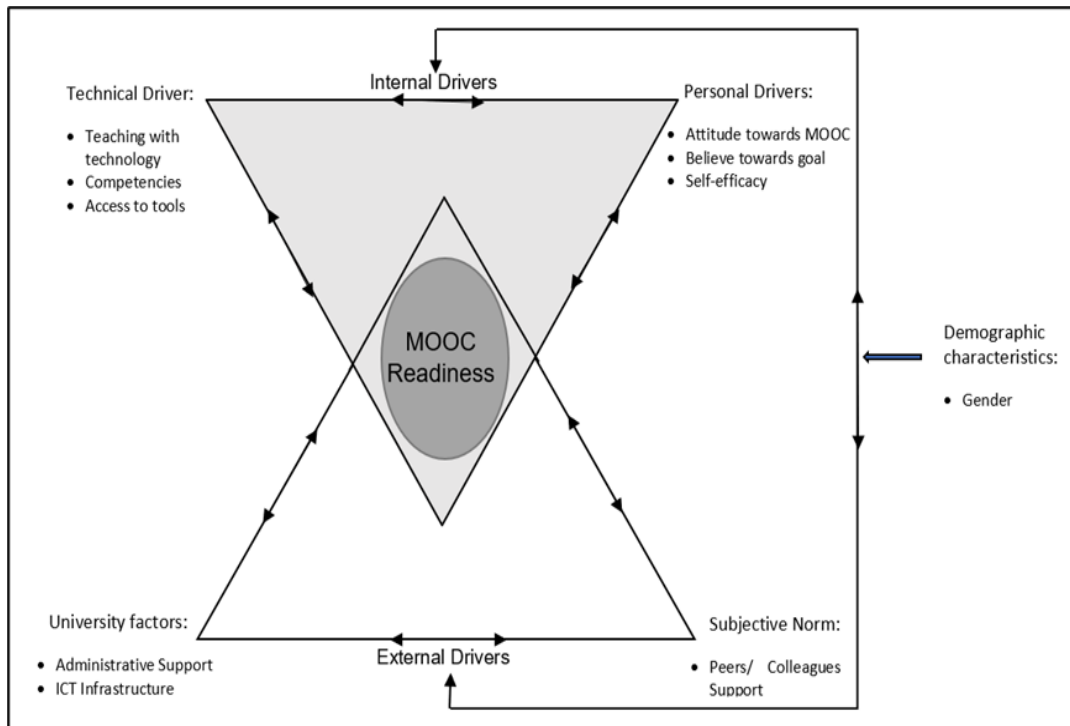 Internal Drivers
Technical Driver:
• Teaching with
technology
• Competencies
• Access to tools
Personal Drivers:
• Attitude towards MOOC
• Believe towards goal
• Self-efficacy
MOOC
Readiness
Demographic
characteristics:
• Gender
University factors:
• Administrative Support
• ICT Infrastructure
External Drivers
Subjective Norm:
• Peers/ Colleagues
Support